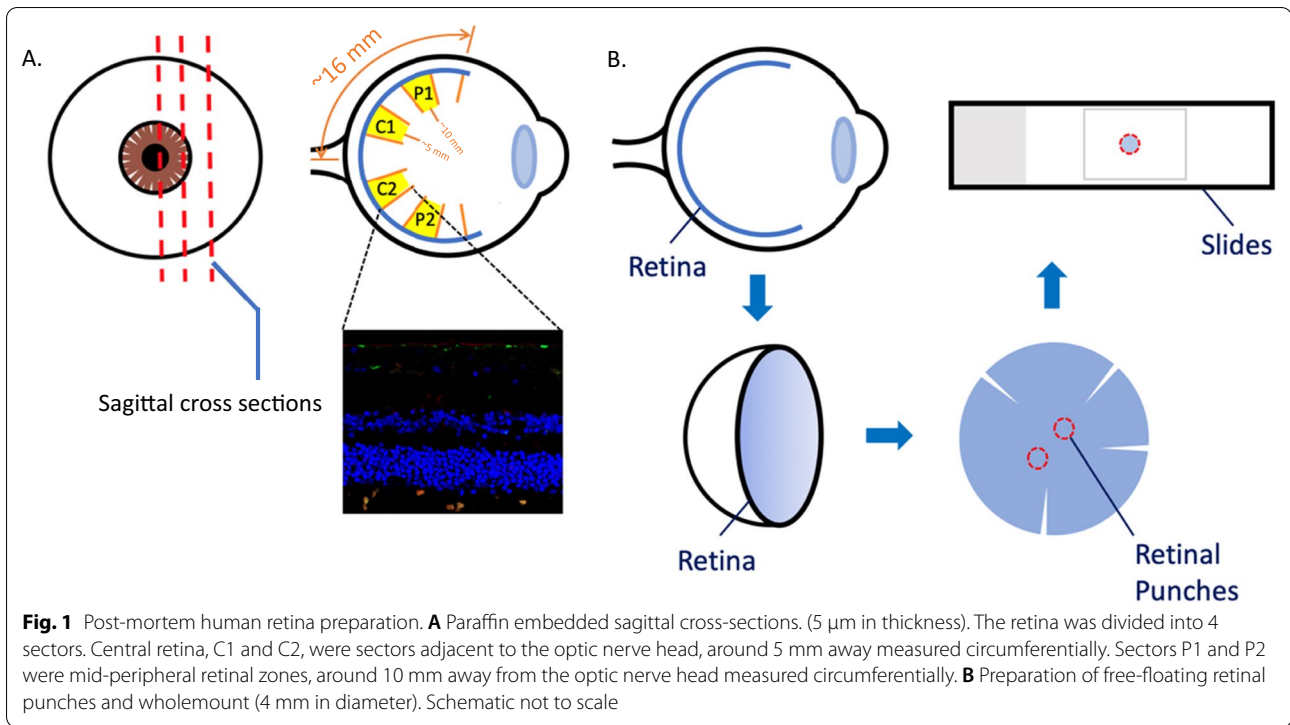 A.
~16 mm
P1
C1
~10 mm
~5 mm
C2
P2
Sagittal cross sections
B.
Retina
Slides
Retina
Retinal
Punches
Fig. 1 Post-mortem human retina preparation. A Paraffin embedded sagittal cross-sections. (5 µm in thickness). The retina was divided into 4
sectors. Central retina, C1 and C2, were sectors adjacent to the optic nerve head, around 5 mm away measured circumferentially. Sectors P1 and P2
were mid-peripheral retinal zones, around 10 mm away from the optic nerve head measured circumferentially. B Preparation of free-floating retinal
punches and wholemount (4 mm in diameter). Schematic not to scale